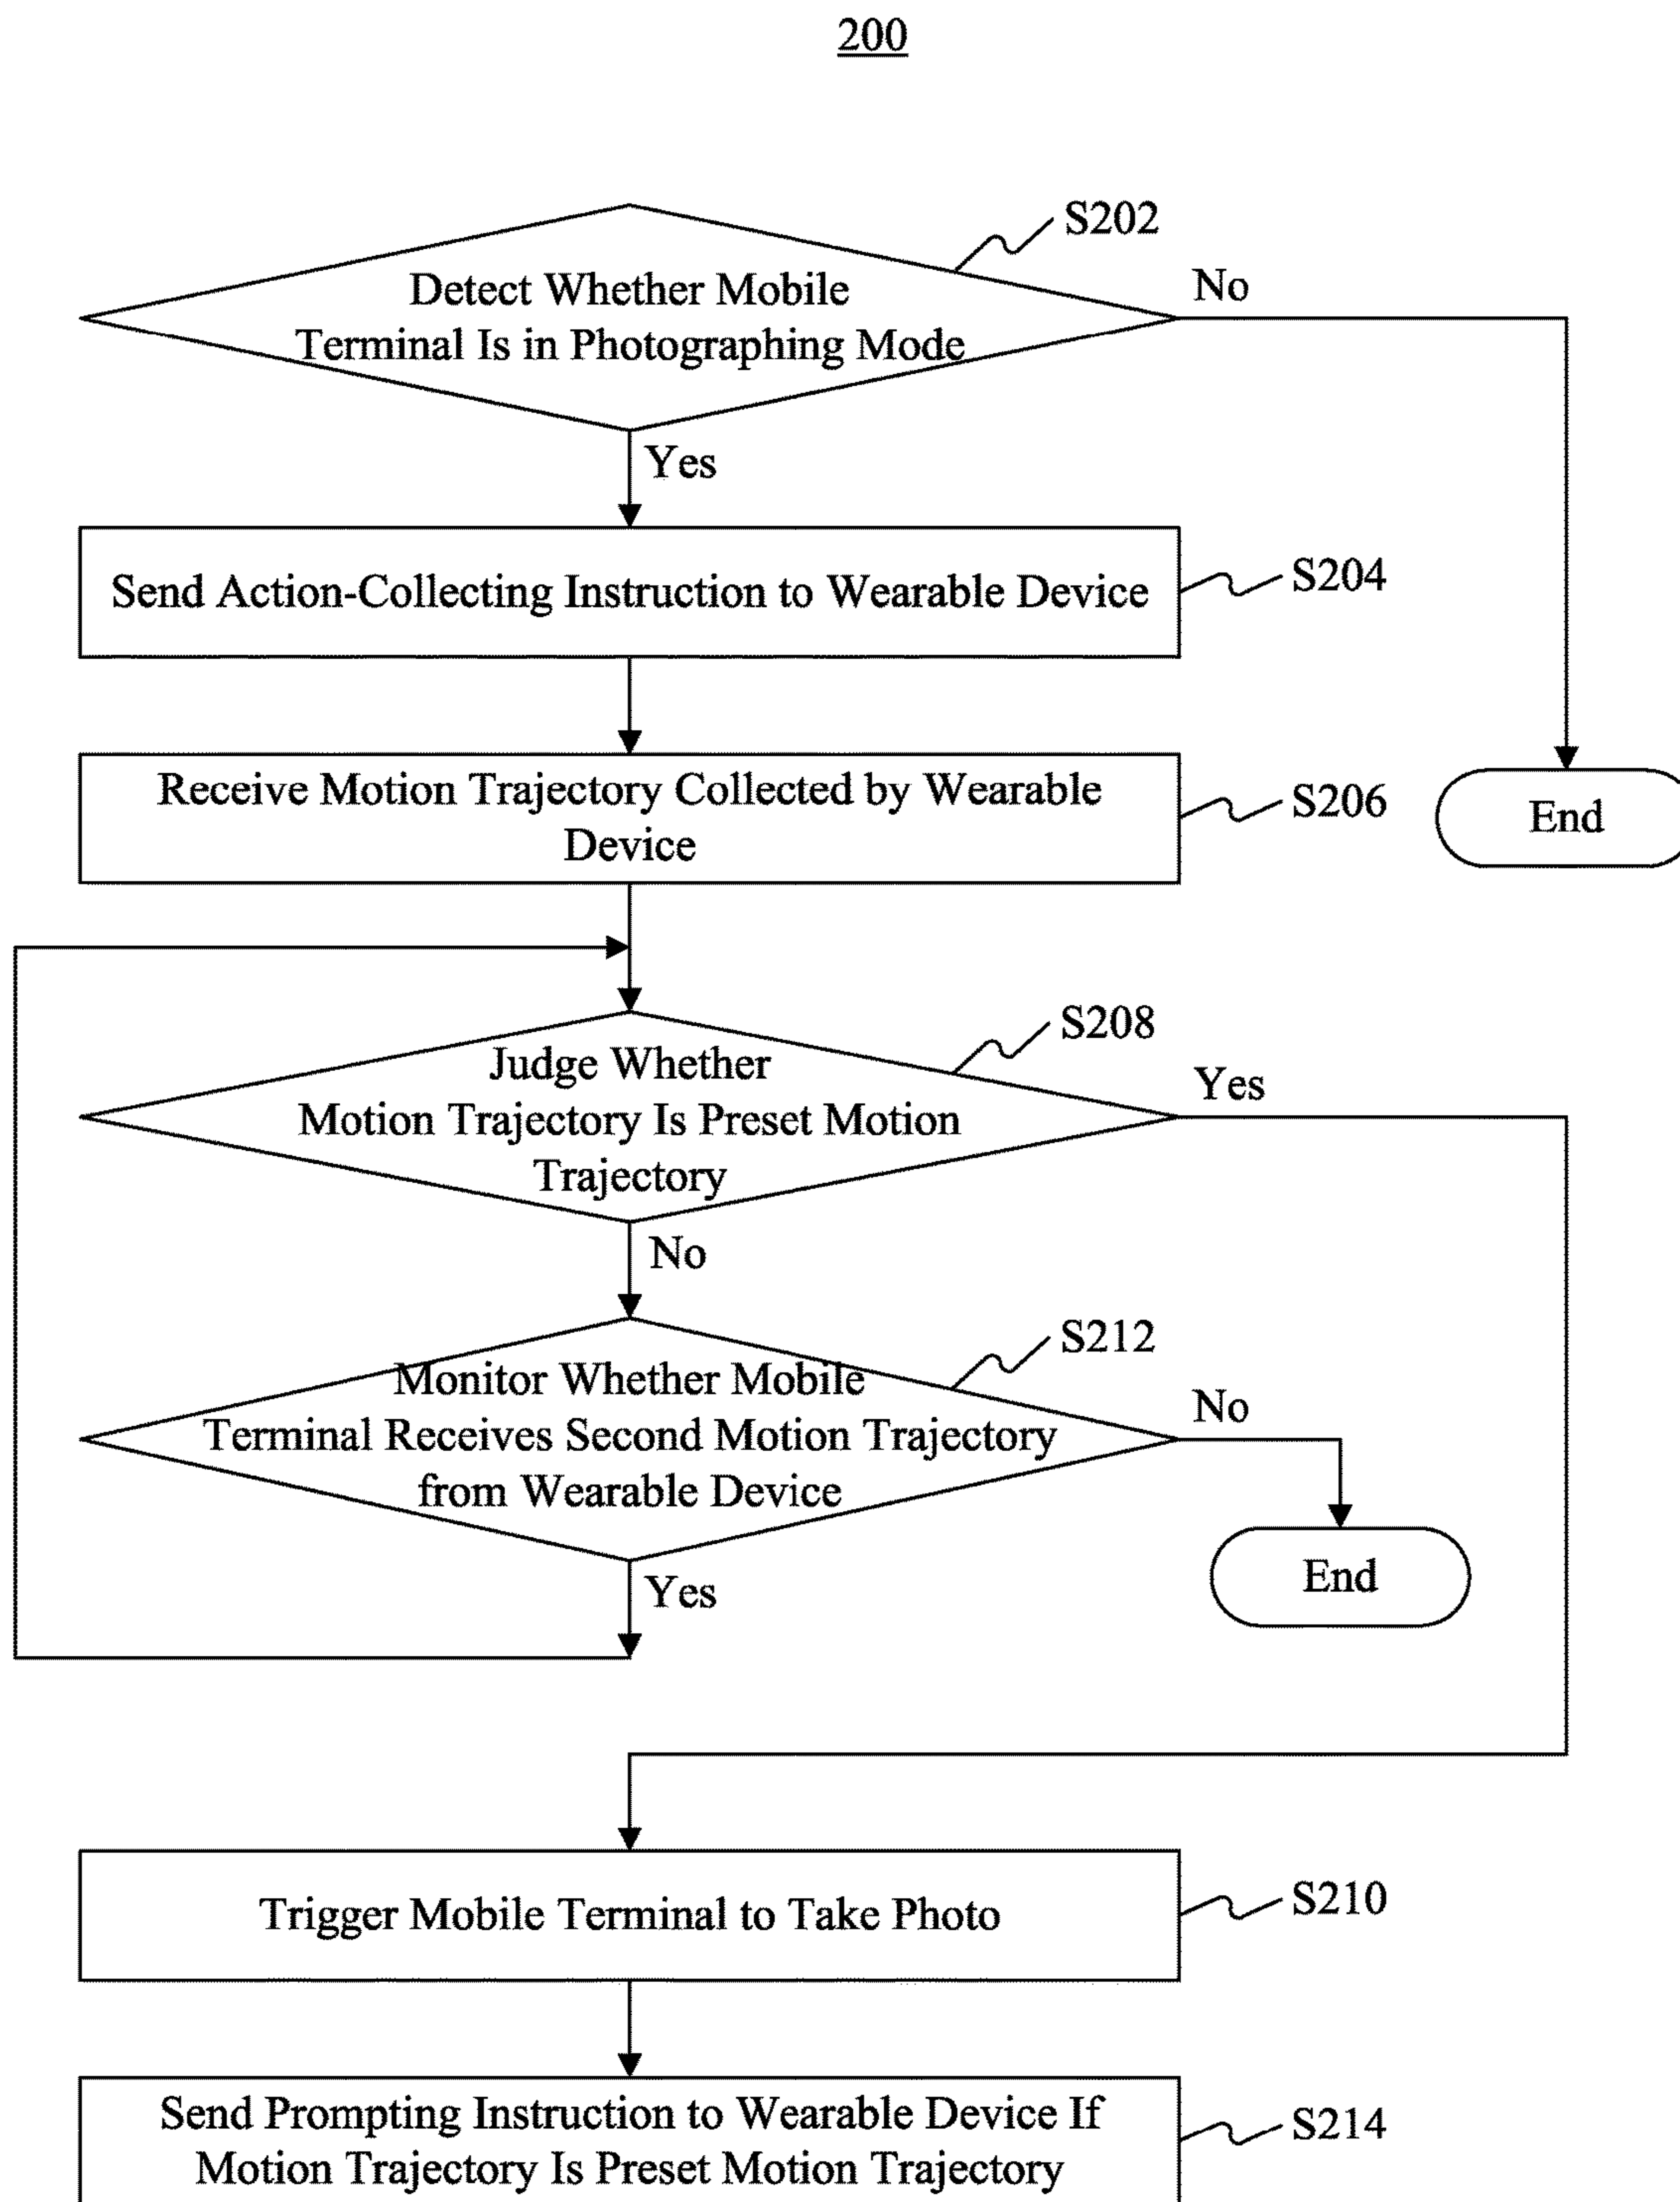 200
S202
Detect Whether Mobile
Terminal Is in Photographing Mode
No
Yes
Send Action-Collecting Instruction to Wearable Device
S204
Receive Motion Trajectory Collected by Wearable
Device
S206
End
S208
Judge Whether
Motion Trajectory Is Preset Motion
Trajectory
Yes
No
S212
Monitor Whether Mobile
Terminal Receives Second Motion Trajectory
from Wearable Device
No
End
Yes
Trigger Mobile Terminal to Take Photo
S210
Send Prompting Instruction to Wearable Device If
Motion Trajectory Is Preset Motion Trajectory
S214